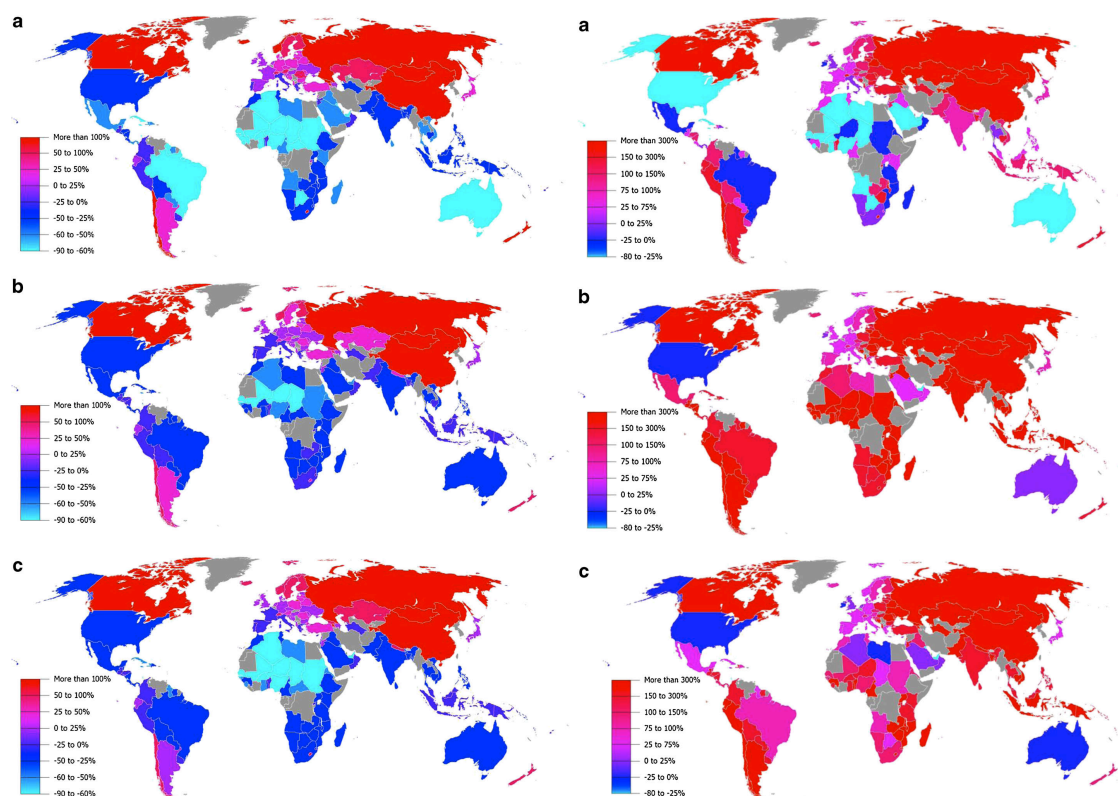 a
More than 100%
50 to 100%
25 to 50%
0 to 25%
-25 to 0%
-50 to -25%
-60 to -50%
-90 to -60%
a
More than 300%
150 to 300%
100 to 150%
75 to 100%
25 to 75%
0 to 25%
-25 to 0%
-80 to -25%
b
More than 100%
50 to 100%
25 to 50%
0 to 25%
-25 to 0%
-50 to -25%
-60 to -50%
-90 to -60%
b
More than 300%
150 to 300%
100 to 150%
75 to 100%
25 to 75%
0 to 25%
-25 to 0%
-80 to -25%
c
More than 100%
50 to 100%
25 to 50%
0 to 25%
-25 to 0%
-50 to -25%
-60 to -50%
-90 to -60%
c
More than 300%
150 to 300%
100 to 150%
75 to 100%
25 to 75%
0 to 25%
-25 to 0%
-80 to -25%